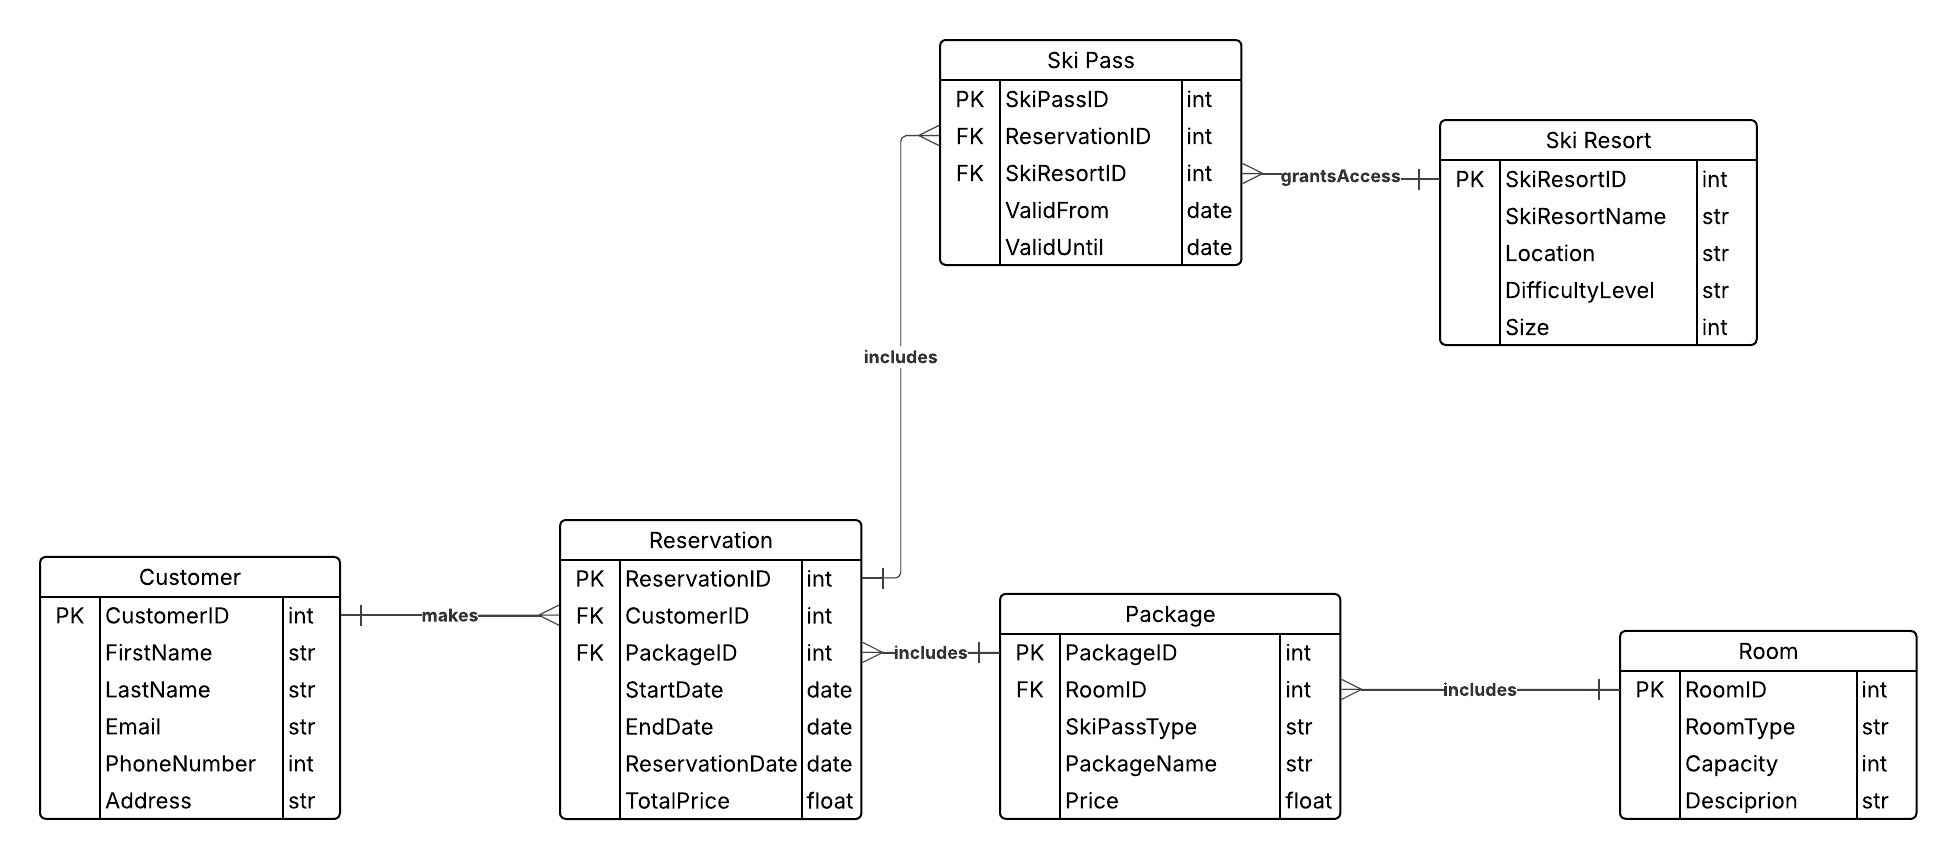 Ski Pass
PK SkiPassID int
FK ReservationID int
FK SkiResortID int
ValidFrom date
ValidUntil date
grantsAccess
Ski Resort
PK SkiResortID int
SkiResortName str
Location str
DifficultyLevel str
Size int
includes
Customer
PK CustomerID int
FirstName str
LastName str
Email str
PhoneNumber int
Address str
makes
Reservation
PK ReservationID int
FK CustomerID int
FK PackageID int
StartDate date
EndDate date
ReservationDate date
TotalPrice float
includes
Package
PK PackageID int
FK RoomID int
SkiPassType str
PackageName str
Price float
includes
Room
PK RoomID int
RoomType str
Capacity int
Desciprion str